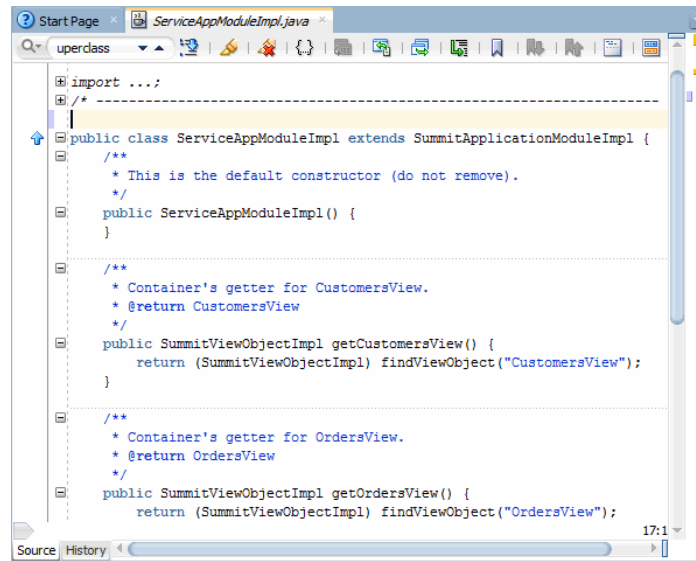 Start Page
ServiceAppModuleImpl.java
uperclass
import ...;
/* -----------------------------------------------------------------------
public class ServiceAppModuleImpl extends SummitApplicationModuleImpl {
/**
* This is the default constructor (do not remove).
*/
public ServiceAppModuleImpl() {
}
/**
* Container's getter for CustomersView.
* @return CustomersView
*/
public SummitViewObjectImpl getCustomersView() {
return (SummitViewObjectImpl) findViewObject("CustomersView");
}
/**
* Container's getter for OrdersView.
* @return OrdersView
*/
public SummitViewObjectImpl getOrdersView() {
return (SummitViewObjectImpl) findViewObject("OrdersView");
17:1
Source History